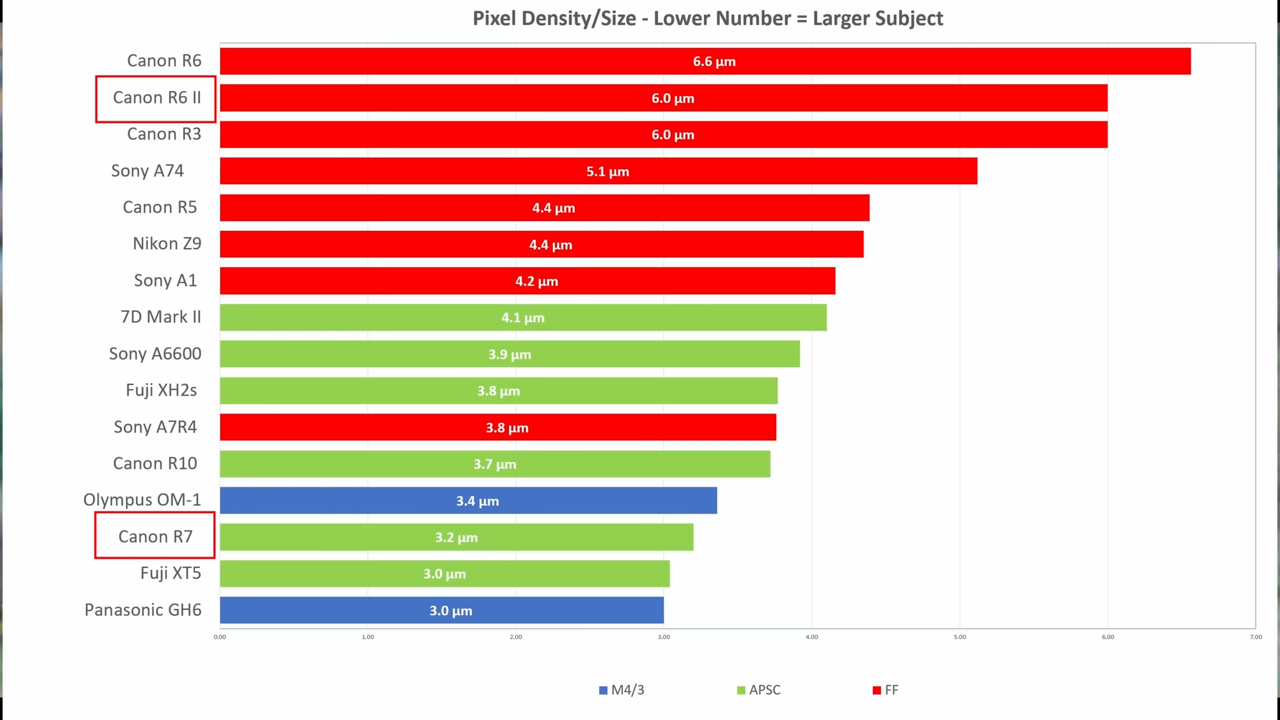 Pixel Density/Size - Lower Number = Larger Subject
Canon R6 6.6 µm
Canon R6 II 6.0 µm
Canon R3 6.0 µm
Sony A74 5.1 µm
Canon R5 4.4 µm
Nikon Z9 4.4 µm
Sony A1 4.2 µm
7D Mark II 4.1 µm
Sony A6600 3.9 µm
Fuji XH2s 3.8 µm
Sony A7R4 3.8 µm
Canon R10 3.7 µm
Olympus OM-1 3.4 µm
Canon R7 3.2 µm
Fuji XT5 3.0 µm
Panasonic GH6 3.0 µm
0.00 1.00 2.00 3.00 4.00 5.00 6.00 7.00
M4/3 APSC FF